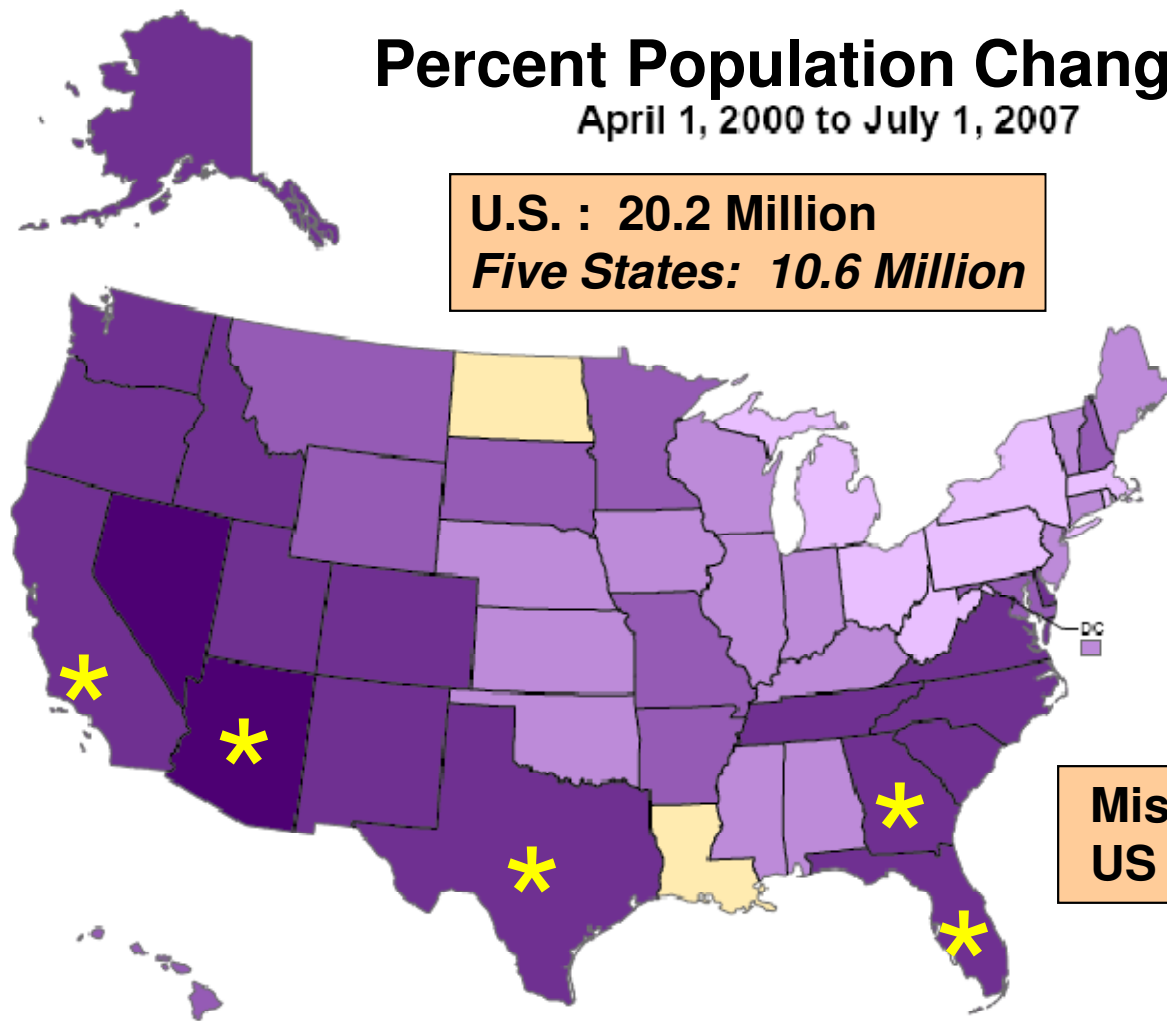 Percent Population Chang
April 1, 2000 to July 1, 2007
U.S. : 20.2 Million
Five States: 10.6 Million
DC
Mis
US